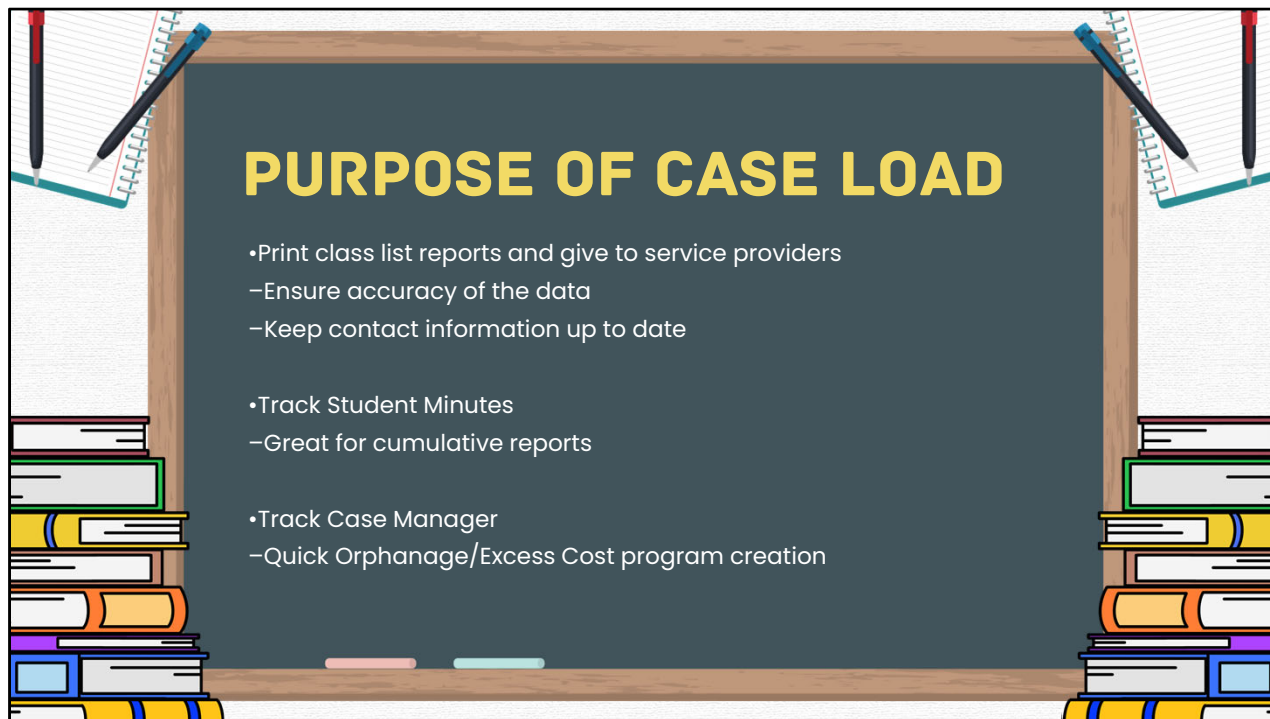 PURPOSE OF CASE LOAD
•Print class list reports and give to service providers
–Ensure accuracy of the data
–Keep contact information up to date
•Track Student Minutes
–Great for cumulative reports
•Track Case Manager
–Quick Orphanage/Excess Cost program creation